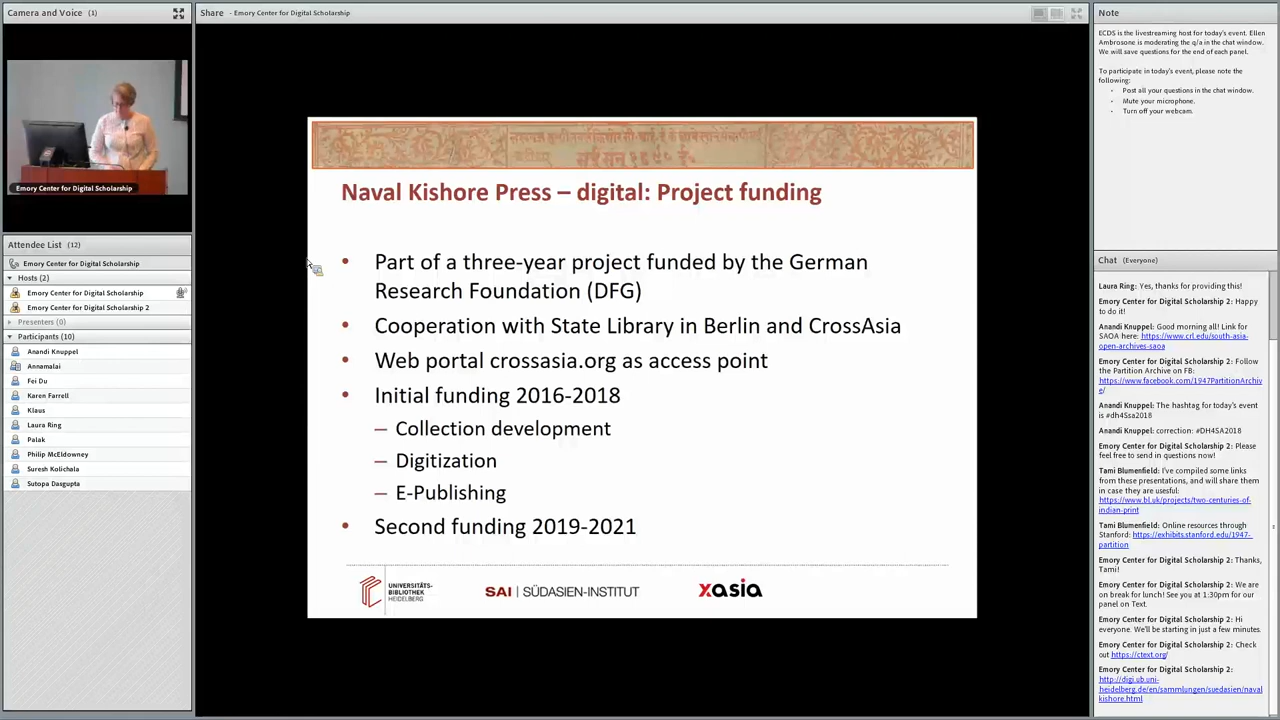 Camera and Voice (1)
Emory Center for Digital Scholarship
Attendee List (12)
Emory Center for Digital Scholarship
Hosts (2)
Emory Center for Digital Scholarship
Emory Center for Digital Scholarship 2
Presenters (0)
Participants (10)
Anandi Knuppel
Annamalai
Fei Du
Karen Farrell
Klaus
Laura Ring
Palak
Philip McEldowney
Suresh Kolichala
Sutopa Dasgupta
Share - Emory Center for Digital Scholarship
Naval Kishore Press – digital: Project funding
• Part of a three-year project funded by the German
Research Foundation (DFG)
• Cooperation with State Library in Berlin and CrossAsia
• Web portal crossasia.org as access point
• Initial funding 2016-2018
– Collection development
– Digitization
– E-Publishing
• Second funding 2019-2021
UNIVERSITÄTS-
BIBLIOTHEK
HEIDELBERG
SAI | SÜDASIEN-INSTITUT
xasia
Note
ECDS is the livestreaming host for today's event. Ellen
Ambrosone is moderating the q/a in the chat window.
We will save questions for the end of each panel.
To participate in today's event, please note the
following:
• Post all your questions in the chat window.
• Mute your microphone.
• Turn off your webcam.
Chat (Everyone)
Laura Ring: Yes, thanks for providing this!
Emory Center for Digital Scholarship 2: Happy
to do it!
Anandi Knuppel: Good morning all! Link for
SAOA here: https://www.crl.edu/south-asia-
open-archives-saoa
Emory Center for Digital Scholarship 2: Follow
the Partition Archive on FB:
https://www.facebook.com/1947PartitionArchiv
e/
Anandi Knuppel: The hashtag for today's event
is #dh4Ssa2018
Anandi Knuppel: correction: #DH4SA2018
Emory Center for Digital Scholarship 2: Please
feel free to send in questions now!
Tami Blumenfield: I've compiled some links
from these presentations, and will share them
in case they are usesful:
https://www.bl.uk/projects/two-centuries-of-
indian-print
Tami Blumenfield: Online resources through
Stanford: https://exhibits.stanford.edu/1947-
partition
Emory Center for Digital Scholarship 2: Thanks,
Tami!
Emory Center for Digital Scholarship 2: We are
on break for lunch! See you at 1:30pm for our
panel on Text.
Emory Center for Digital Scholarship 2: Hi
everyone. We'll be starting in just a few minutes.
Emory Center for Digital Scholarship 2: Check
out https://ctext.org/
Emory Center for Digital Scholarship 2:
http://digi.ub.uni-
heidelberg.de/en/sammlungen/suedasien/naval
kishore.html